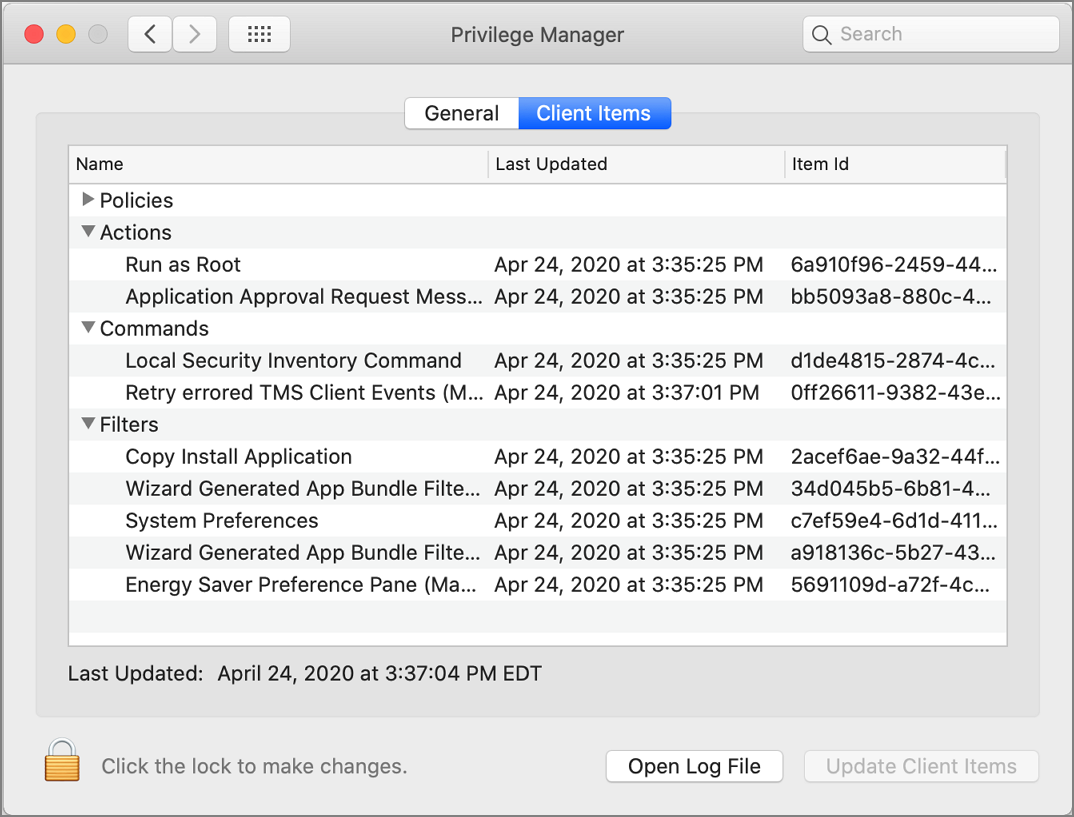 Privilege Manager
Search
General Client Items
Name Last Updated Item Id
Policies
Actions
Run as Root Apr 24, 2020 at 3:35:25 PM 6a910f96-2459-44...
Application Approval Request Mess... Apr 24, 2020 at 3:35:25 PM bb5093a8-880c-4...
Commands
Local Security Inventory Command Apr 24, 2020 at 3:35:25 PM d1de4815-2874-4c...
Retry errored TMS Client Events (M... Apr 24, 2020 at 3:37:01 PM 0ff26611-9382-43e...
Filters
Copy Install Application Apr 24, 2020 at 3:35:25 PM 2acef6ae-9a32-44f...
Wizard Generated App Bundle Filte... Apr 24, 2020 at 3:35:25 PM 34d045b5-6b81-4...
System Preferences Apr 24, 2020 at 3:35:25 PM c7ef59e4-6d1d-411...
Wizard Generated App Bundle Filte... Apr 24, 2020 at 3:35:25 PM a918136c-5b27-43...
Energy Saver Preference Pane (Ma... Apr 24, 2020 at 3:35:25 PM 5691109d-a72f-4c...
Last Updated: April 24, 2020 at 3:37:04 PM EDT
Click the lock to make changes. Open Log File Update Client Items